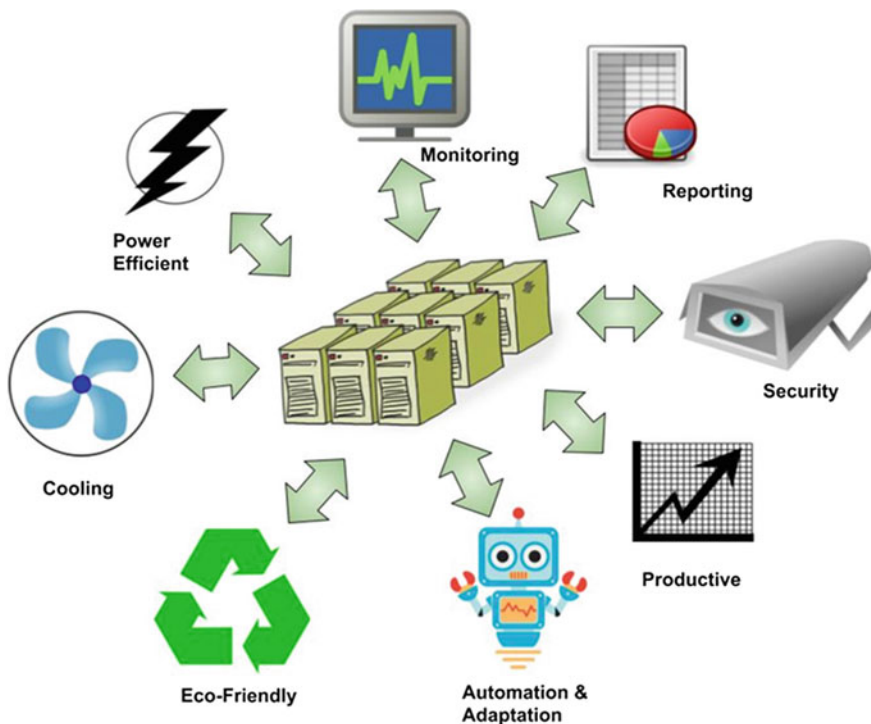 Monitoring
Reporting
Power
Efficient
Security
Cooling
Productive
Eco-Friendly
Automation &
Adaptation